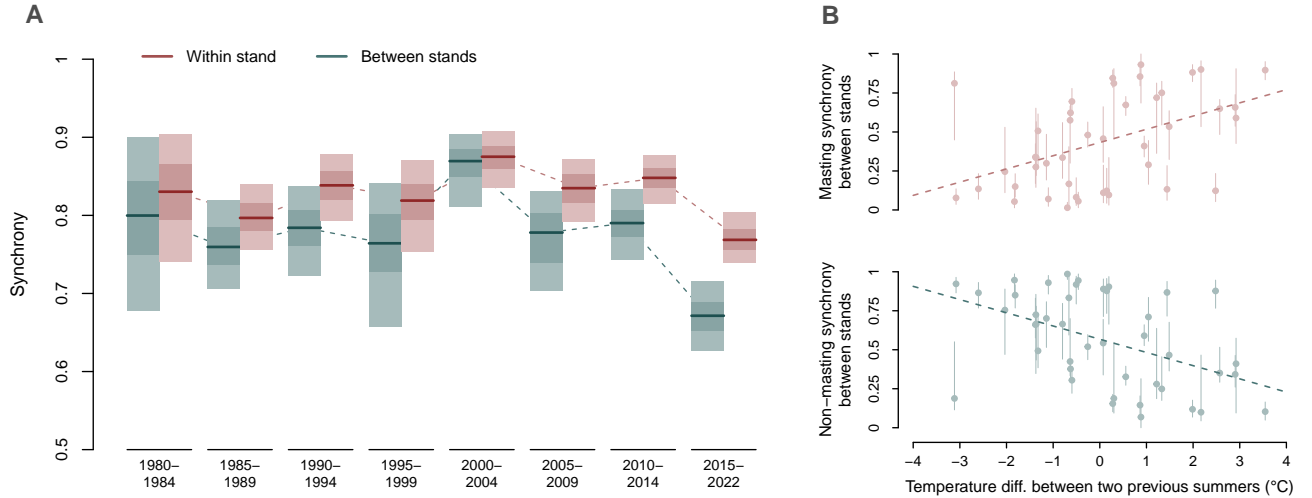 A
Within stand
Between stands
Synchrony
1
0.9
0.8
0.7
0.6
0.5
1980–
1984
1985–
1989
1990–
1994
1995–
1999
2000–
2004
2005–
2009
2010–
2014
2015–
2022
B
Masting synchrony
between stands
1
0.75
0.5
0.25
0
Non−masting synchrony
between stands
1
0.75
0.5
0.25
0
−4 −3 −2 −1 0 1 2 3 4
Temperature diff. between two previous summers (°C)